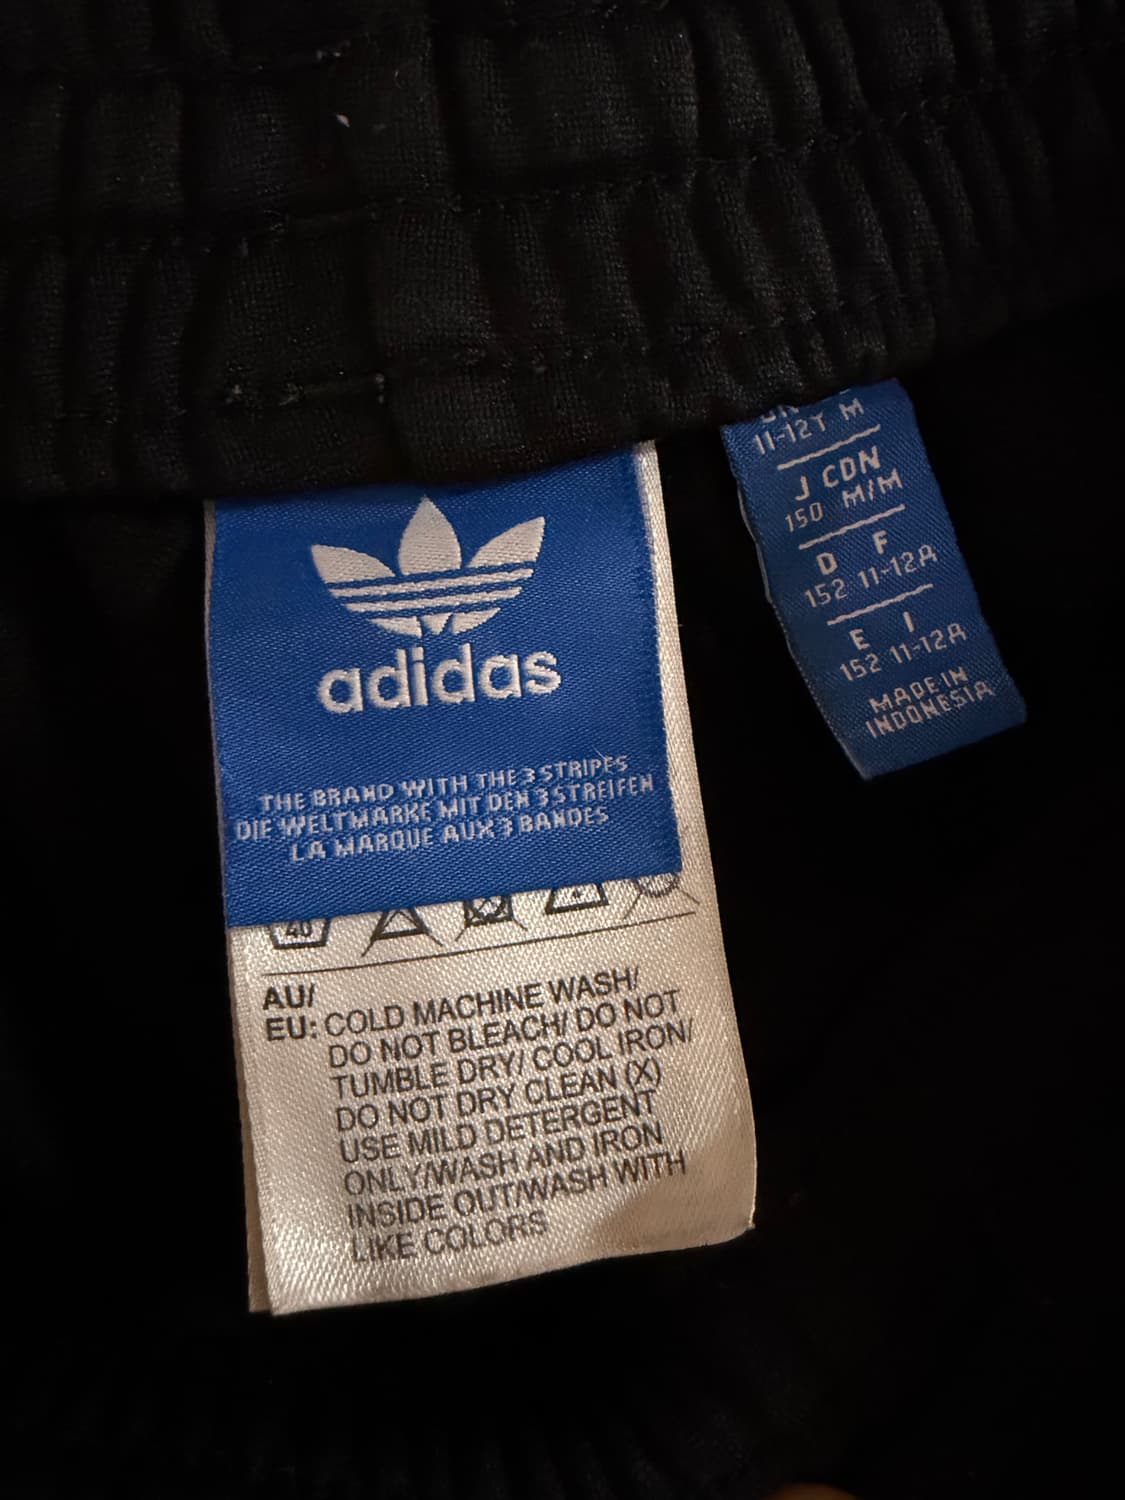 adidas
THE BRAND WITH THE 3 STRIPES
DIE WELTMARKE MIT DEN 3 STREIFEN
LA MARQUE AUX 3 BANDES
40
AU/
EU: COLD MACHINE WASH/
DO NOT BLEACH/ DO NOT
TUMBLE DRY/ COOL IRON/
DO NOT DRY CLEAN (X)
USE MILD DETERGENT
ONLY/WASH AND IRON
INSIDE OUT/WASH WITH
LIKE COLORS
11-12Y M
J CDN
150 M/M
D F
152 11-12A
E I
152 11-12A
MADE IN
INDONESIA